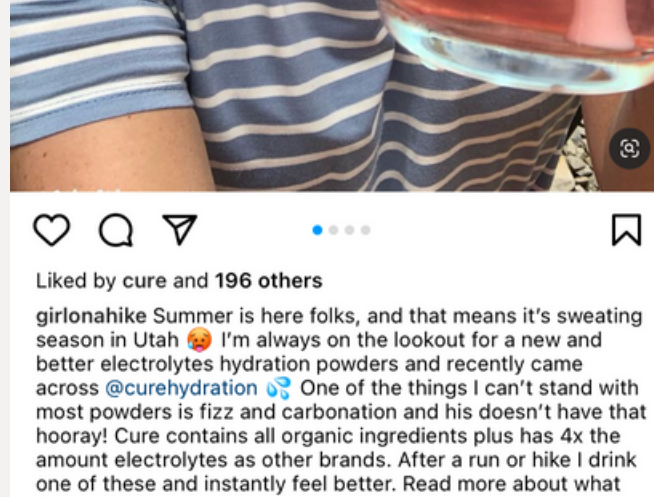 Liked by cure and 196 others
girlonahike Summer is here folks, and that means it's sweating
season in Utah 🥵 I'm always on the lookout for a new and
better electrolytes hydration powders and recently came
across @curehydration 💦 One of the things I can't stand with
most powders is fizz and carbonation and his doesn't have that
hooray! Cure contains all organic ingredients plus has 4x the
amount electrolytes as other brands. After a run or hike I drink
one of these and instantly feel better. Read more about what